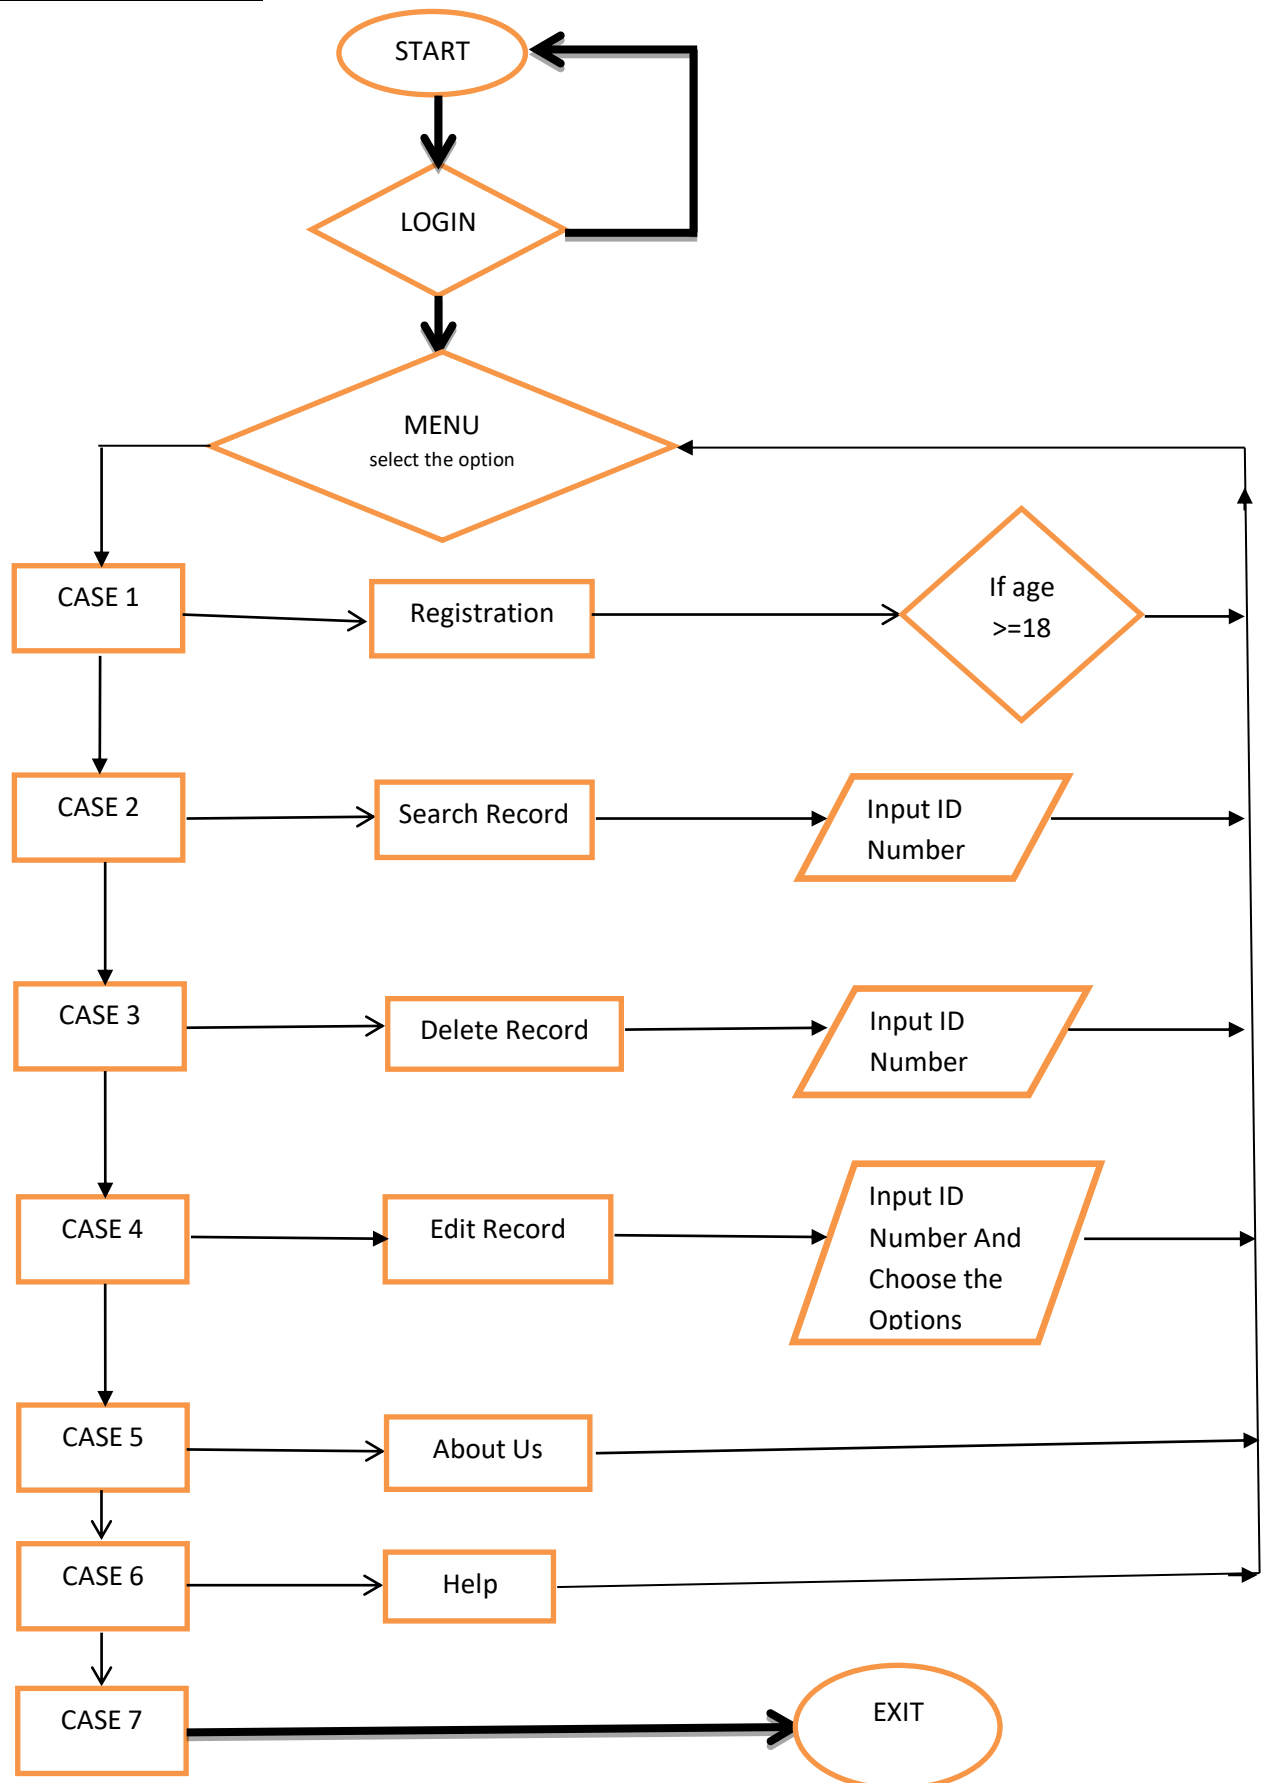 START
LOGIN
MENU
select the option
CASE 1
Registration
If age
>=18
CASE 2
Search Record
Input ID
Number
CASE 3
Delete Record
Input ID
Number
CASE 4
Edit Record
Input ID
Number And
Choose the
Options
CASE 5
About Us
CASE 6
Help
CASE 7
EXIT